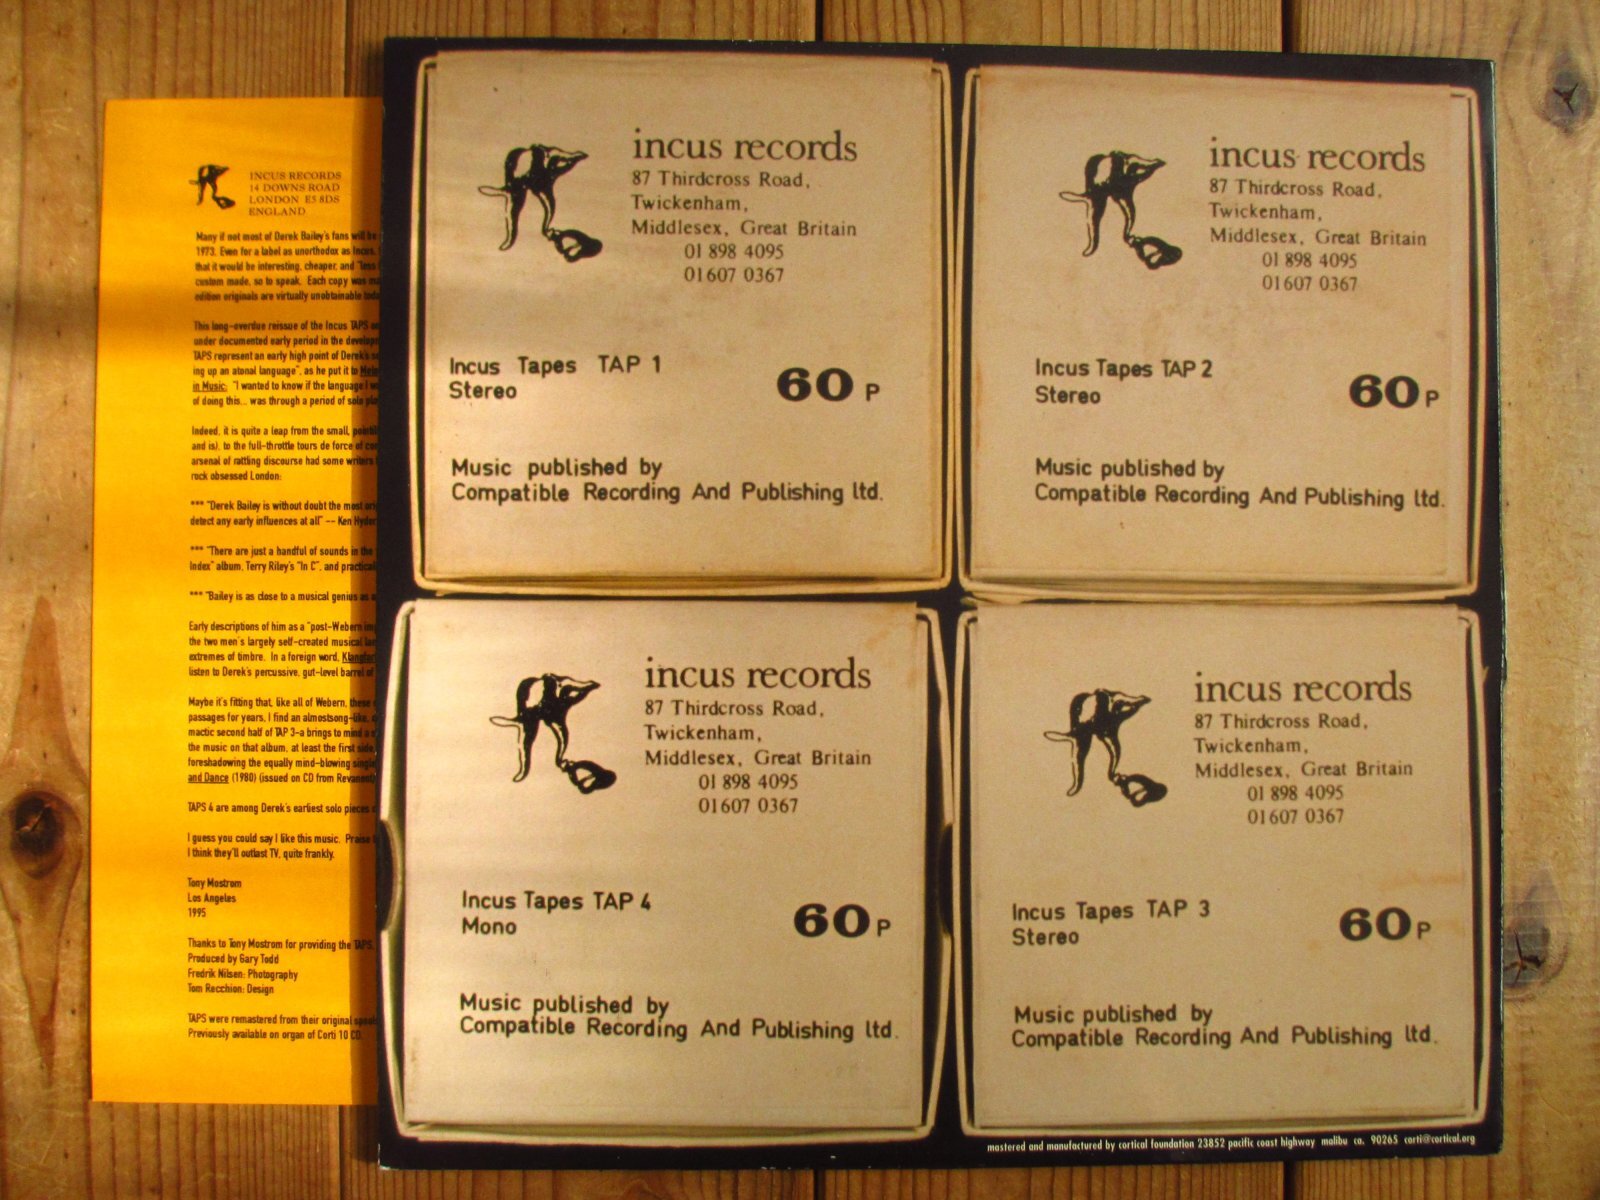 INCUS RECORDS
14 DOWNS ROAD
LONDON E5 8DS
ENGLAND
Many if not most of Derek Bailey's fans will be
1973. Even for a label as unorthodox as Incus,
that it would be interesting, cheaper, and "less
custom made, so to speak. Each copy was
edition originals are virtually unobtainable
This long-overdue reissue of the Incus TAPS
under documented early period in the
TAPS represent an early high point of Derek's
ing up an atonal language", as he put it to
in Music: "I wanted to know if the language I
of doing this... was through a period of solo
Indeed, it is quite a leap from the small,
and is), to the full-throttle tours de force of
arsenal of rattling discourse had some writers
rock obsessed London:
*** "Derek Bailey is without doubt the most
detect any early influences at all" -- Ken Hyder
*** "There are just a handful of sounds in the
Index" album, Terry Riley's "In C", and
*** "Bailey is as close to a musical genius as
Early descriptions of him as a "post-Webern
the two men's largely self-created musical
extremes of timbre. In a foreign word,
listen to Derek's percussive, gut-level barrel of
Maybe it's fitting that, like all of Webern, these
passages for years, I find an almostsong-like,
mactic second half of TAP 3-a brings to mind a
the music on that album, at least the first side,
foreshadowing the equally mind-blowing
and Dance (1980) (issued on CD from
TAPS 4 are among Derek's earliest solo pieces
I guess you could say I like this music. Praise
I think they'll outlast TV, quite frankly.
Tony Mostrom
Los Angeles
1995
Thanks to Tony Mostrom for providing the TAPS.
Produced by Gary Todd
Fredrik Nilsen: Photography
Tom Recchion: Design
TAPS were remastered from their original
Previously available on organ of Corti 10 CD.
incus records
87 Thirdcross Road,
Twickenham,
Middlesex, Great Britain
01 898 4095
01 607 0367
Incus Tapes TAP 1
Stereo
60P
Music published by
Compatible Recording And Publishing ltd.
incus records
87 Thirdcross Road,
Twickenham,
Middlesex, Great Britain
01 898 4095
01 607 0367
Incus Tapes TAP 2
Stereo
60P
Music published by
Compatible Recording And Publishing ltd.
incus records
87 Thirdcross Road,
Twickenham,
Middlesex, Great Britain
01 898 4095
01 607 0367
Incus Tapes TAP 4
Mono
60P
Music published by
Compatible Recording And Publishing ltd.
incus records
87 Thirdcross Road,
Twickenham,
Middlesex, Great Britain
01 898 4095
01 607 0367
Incus Tapes TAP 3
Stereo
60P
Music published by
Compatible Recording And Publishing ltd.
mastered and manufactured by cortical foundation 23852 pacific coast highway malibu ca. 90265 corti@cortical.org